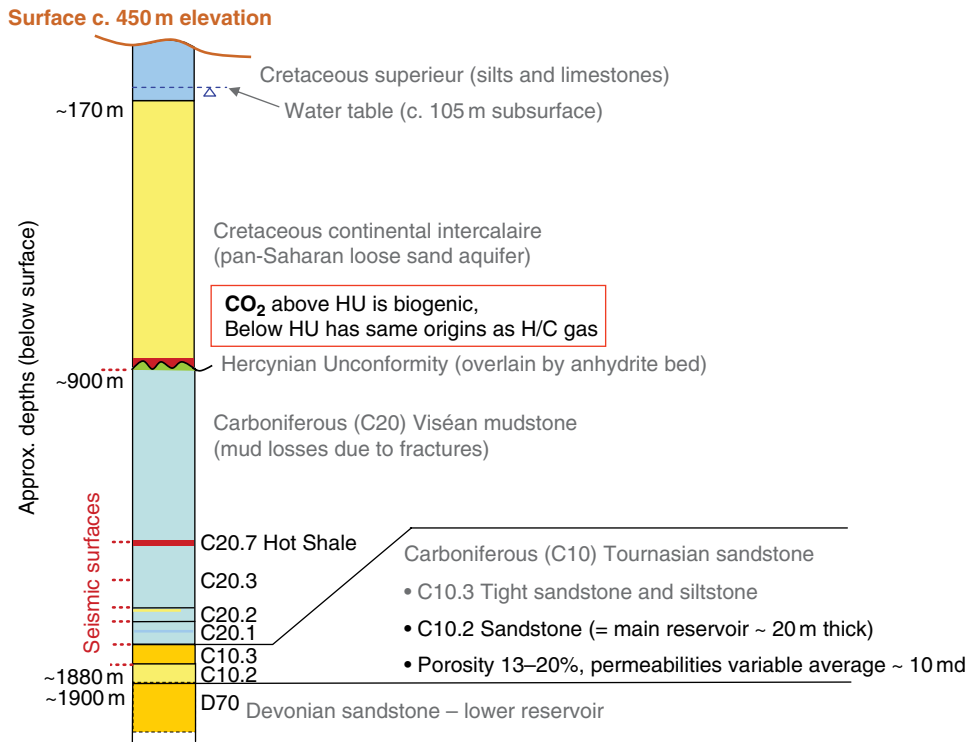 Surface c. 450 m elevation
Cretaceous superieur (silts and limestones)
Water table (c. 105 m subsurface)
~170 m
Cretaceous continental intercalaire
(pan-Saharan loose sand aquifer)
CO2 above HU is biogenic,
Below HU has same origins as H/C gas
Hercynian Unconformity (overlain by anhydrite bed)
~900 m
Approx. depths (below surface)
Carboniferous (C20) Viséan mudstone
(mud losses due to fractures)
Seismic surfaces
C20.7 Hot Shale
C20.3
C20.2
C20.1
C10.3
C10.2
Carboniferous (C10) Tournasian sandstone
• C10.3 Tight sandstone and siltstone
• C10.2 Sandstone (= main reservoir ~ 20 m thick)
• Porosity 13–20%, permeabilities variable average ~ 10 md
~1880 m
~1900 m
D70
Devonian sandstone – lower reservoir